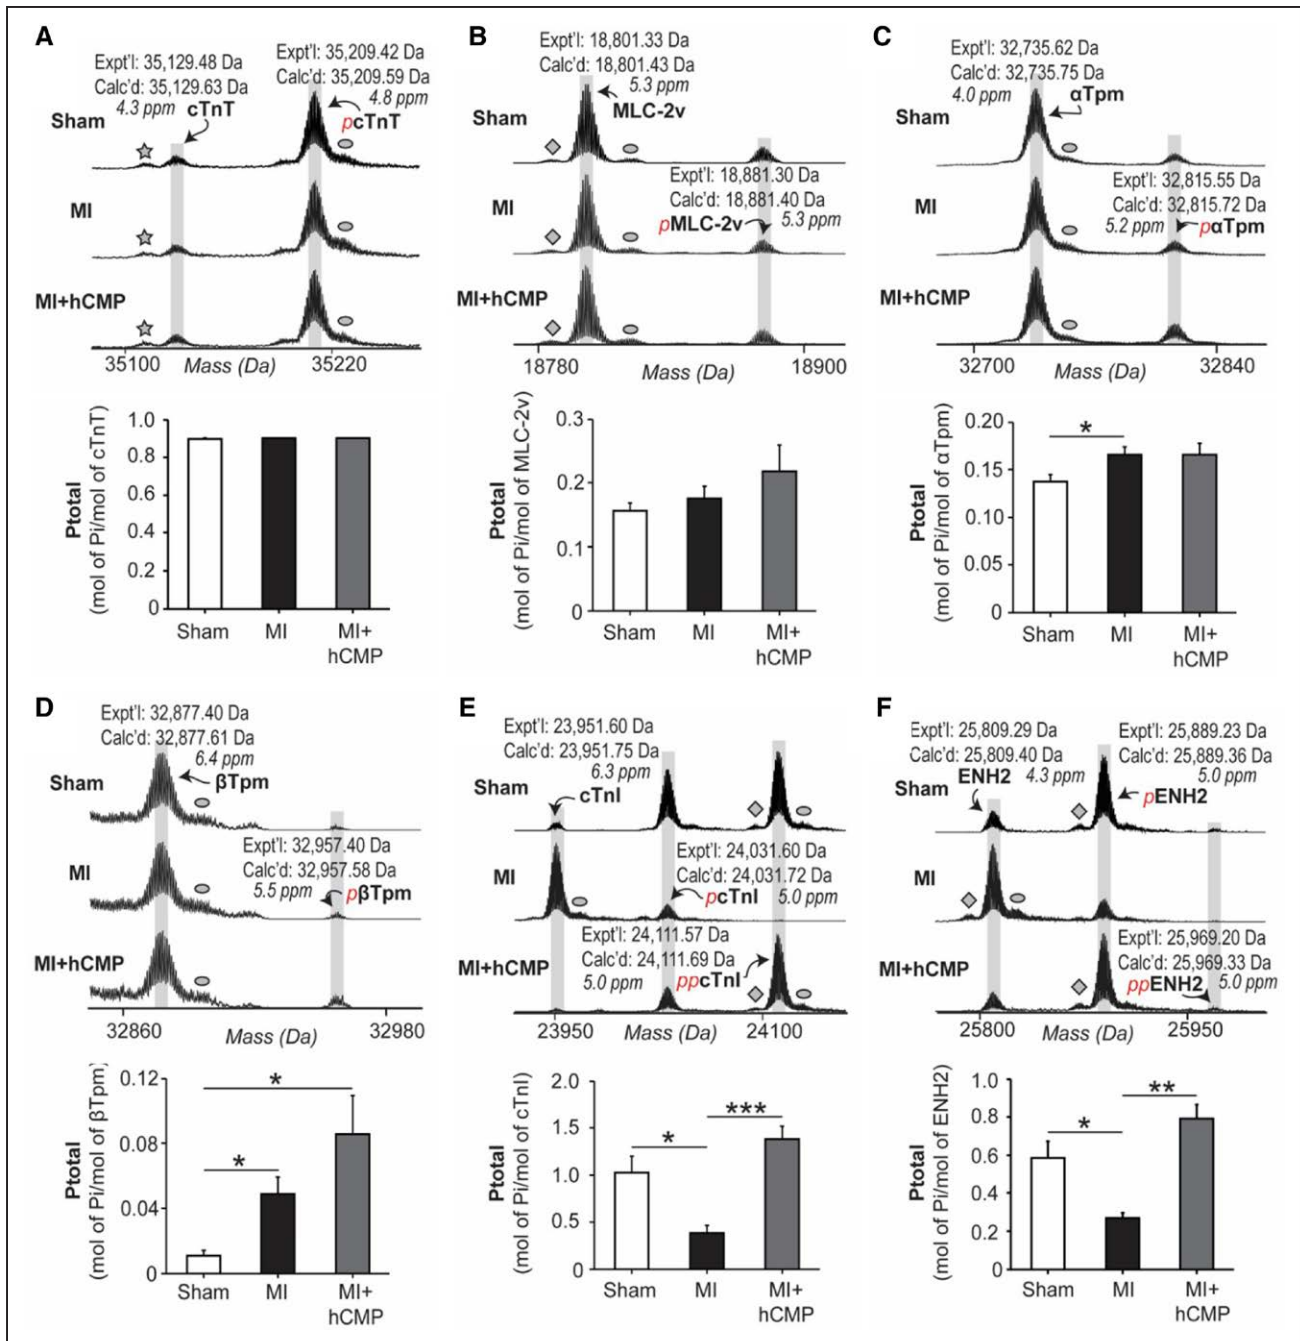 A
Expt'l: 35,129.48 Da
Calc'd: 35,129.63 Da
4.3 ppm
cTnT
Expt'l: 35,209.42 Da
Calc'd: 35,209.59 Da
4.8 ppm
pcTnT
Sham
MI
MI+hCMP
35100
Mass (Da)
35220
Ptotal
(mol of Pi/mol of cTnT)
1.0
0.8
0.6
0.4
0.2
0
Sham
MI
MI+
hCMP
B
Expt'l: 18,801.33 Da
Calc'd: 18,801.43 Da
5.3 ppm
MLC-2v
Expt'l: 18,881.30 Da
Calc'd: 18,881.40 Da
pMLC-2v
5.3 ppm
Sham
MI
MI+hCMP
18780
Mass (Da)
18900
Ptotal
(mol of Pi/mol of MLC-2v)
0.3
0.2
0.1
0
Sham
MI
MI+
hCMP
C
Expt'l: 32,735.62 Da
Calc'd: 32,735.75 Da
4.0 ppm
αTpm
Expt'l: 32,815.55 Da
Calc'd: 32,815.72 Da
5.2 ppm
pαTpm
Sham
MI
MI+hCMP
32700
Mass (Da)
32840
Ptotal
(mol of Pi/mol of αTpm)
0.20
0.15
0.10
0.05
0
*
Sham
MI
MI+
hCMP
D
Expt'l: 32,877.40 Da
Calc'd: 32,877.61 Da
6.4 ppm
βTpm
Expt'l: 32,957.40 Da
Calc'd: 32,957.58 Da
5.5 ppm
pβTpm
Sham
MI
MI+hCMP
32860
Mass (Da)
32980
Ptotal
(mol of Pi/mol of βTpm)
0.12
0.08
0.04
0
*
*
Sham
MI
MI+
hCMP
E
Expt'l: 23,951.60 Da
Calc'd: 23,951.75 Da
6.3 ppm
cTnI
Expt'l: 24,031.60 Da
Calc'd: 24,031.72 Da
pcTnI
5.0 ppm
Expt'l: 24,111.57 Da
Calc'd: 24,111.69 Da
5.0 ppm
ppcTnI
Sham
MI
MI+hCMP
23950
Mass (Da)
24100
Ptotal
(mol of Pi/mol of cTnI)
2.0
1.5
1.0
0.5
0
*
***
Sham
MI
MI+
hCMP
F
Expt'l: 25,809.29 Da
Calc'd: 25,809.40 Da
ENH2
4.3 ppm
Expt'l: 25,889.23 Da
Calc'd: 25,889.36 Da
5.0 ppm
pENH2
Expt'l: 25,969.20 Da
Calc'd: 25,969.33 Da
ppENH2
5.0 ppm
Sham
MI
MI+hCMP
25800
Mass (Da)
25950
Ptotal
(mol of Pi/mol of ENH2)
1.0
0.8
0.6
0.4
0.2
0
*
**
Sham
MI
MI+
hCMP